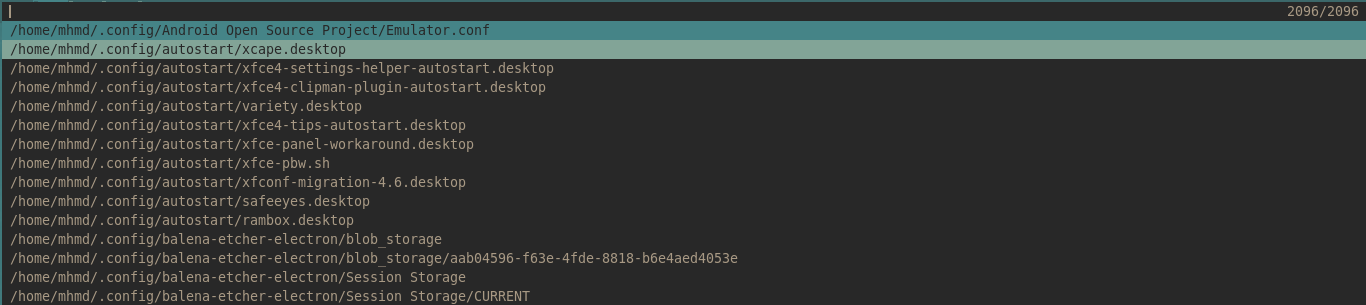 2096/2096
/home/mhmd/.config/Android Open Source Project/Emulator.conf
/home/mhmd/.config/autostart/xcape.desktop
/home/mhmd/.config/autostart/xfce4-settings-helper-autostart.desktop
/home/mhmd/.config/autostart/xfce4-clipman-plugin-autostart.desktop
/home/mhmd/.config/autostart/variety.desktop
/home/mhmd/.config/autostart/xfce4-tips-autostart.desktop
/home/mhmd/.config/autostart/xfce-panel-workaround.desktop
/home/mhmd/.config/autostart/xfce-pbw.sh
/home/mhmd/.config/autostart/xfconf-migration-4.6.desktop
/home/mhmd/.config/autostart/safeeyes.desktop
/home/mhmd/.config/autostart/rambox.desktop
/home/mhmd/.config/balena-etcher-electron/blob_storage
/home/mhmd/.config/balena-etcher-electron/blob_storage/aab04596-f63e-4fde-8818-b6e4aed4053e
/home/mhmd/.config/balena-etcher-electron/Session Storage
/home/mhmd/.config/balena-etcher-electron/Session Storage/CURRENT